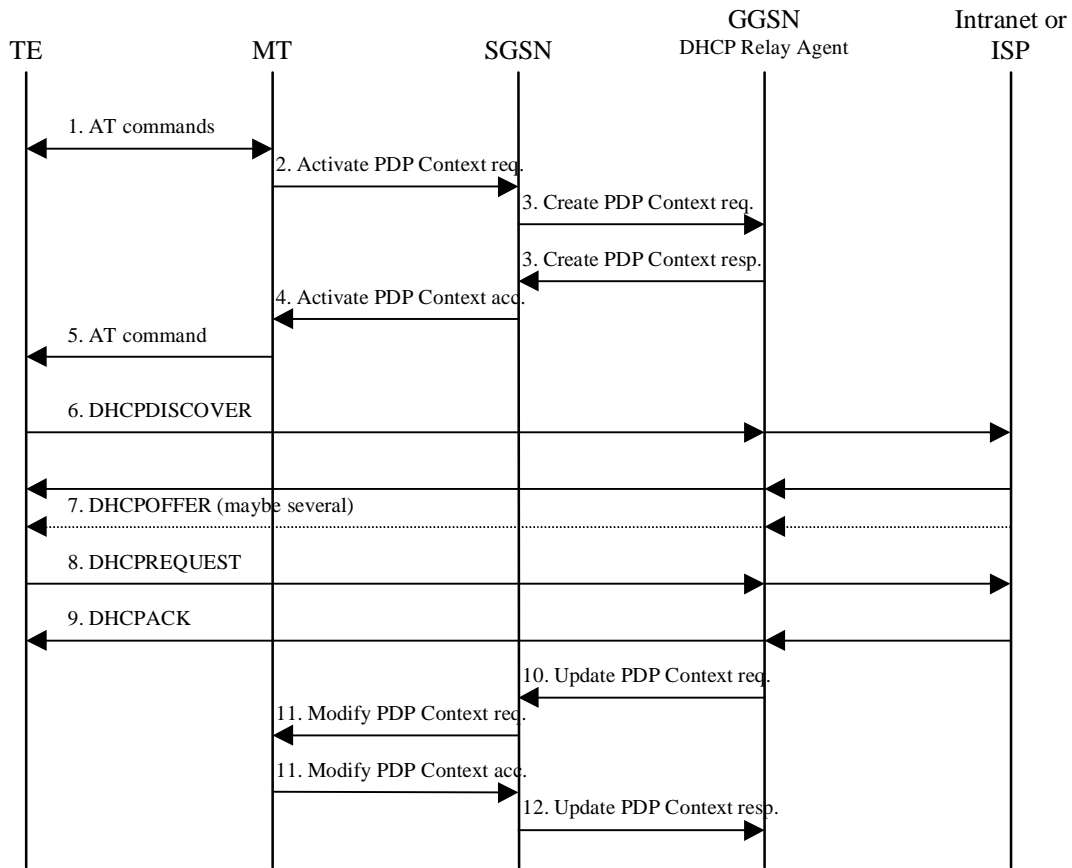 GGSN
Intranet or
TE
MT
SGSN
DHCP Relay Agent
ISP
1. AT commands
2. Activate PDP Context req.
3. Create PDP Context req.
3. Create PDP Context resp.
4. Activate PDP Context acc.
5. AT command
6. DHCPDISCOVER
7. DHCPOFFER (maybe several)
8. DHCPREQUEST
9. DHCPACK
10. Update PDP Context req.
11. Modify PDP Context req.
11. Modify PDP Context acc.
12. Update PDP Context resp.